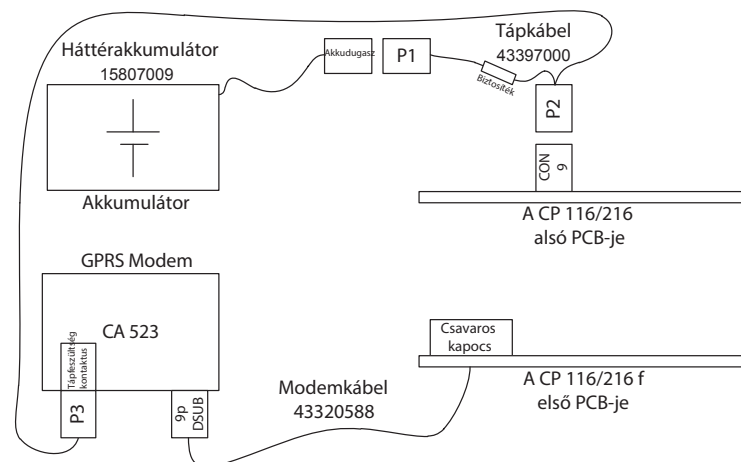 Háttérakkumulátor
15807009
Akkumulátor
Akkudugasz
P1
Tápkábel
43397000
Biztosíték
P2
CON
9
A CP 116/216
alsó PCB-je
GPRS Modem
CA 523
Tápfeszültség
kontaktus
P3
9p
DSUB
Modemkábel
43320588
Csavaros
kapocs
A CP 116/216 f
első PCB-je